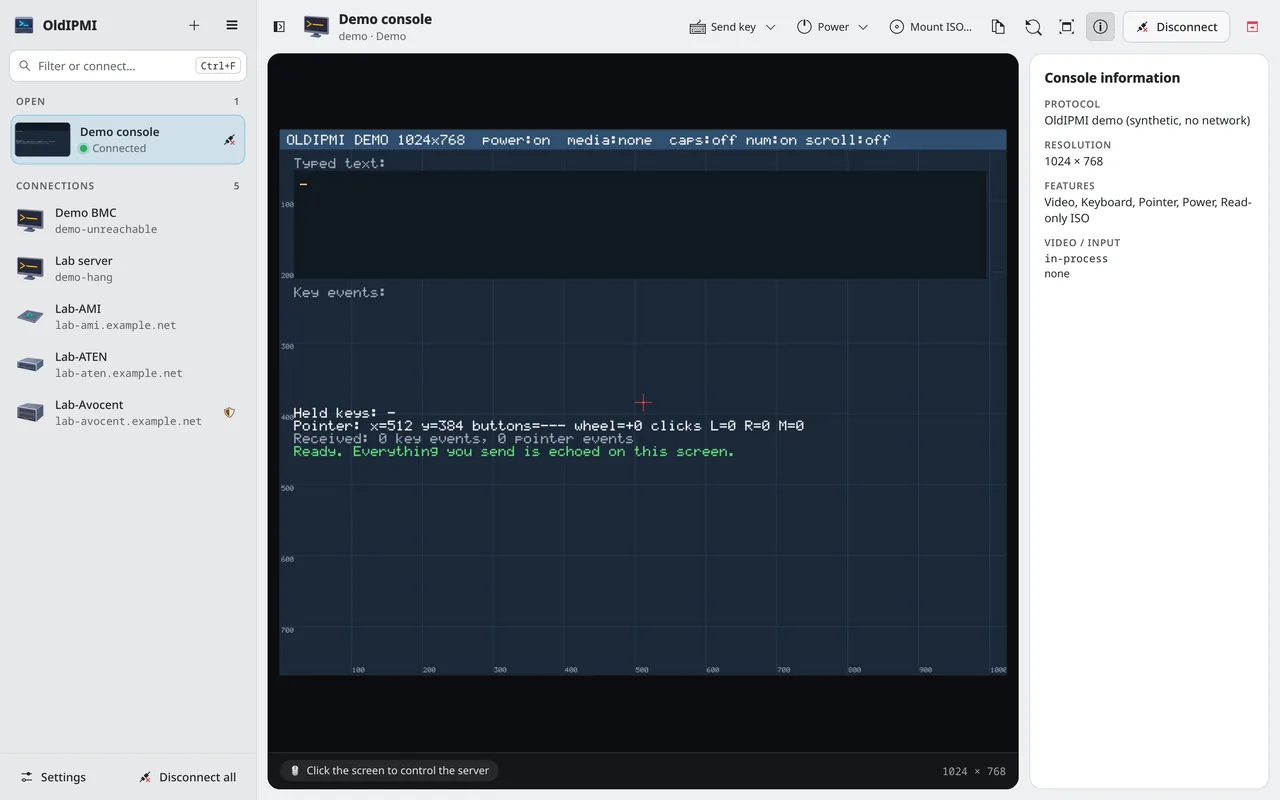 OldIPMI
Filter or connect...
Ctrl+F
OPEN 1
Demo console
Connected
CONNECTIONS 5
Demo BMC
demo-unreachable
Lab server
demo-hang
Lab-AMI
lab-ami.example.net
Lab-ATEN
lab-aten.example.net
Lab-Avocent
lab-avocent.example.net
Settings
Disconnect all
Demo console
demo · Demo
Send key
Power
Mount ISO...
Disconnect
OLDIPMI DEMO 1024x768 power:on media:none caps:off num:on scroll:off
Typed text:
_
100
200
Key events:
300
400
Held keys: -
Pointer: x=512 y=384 buttons=--- wheel=+0 clicks L=0 R=0 M=0
Received: 0 key events, 0 pointer events
Ready. Everything you send is echoed on this screen.
500
600
700
100 200 300 400 500 600 700 800 900 1000
Click the screen to control the server
1024 × 768
Console information
PROTOCOL
OldIPMI demo (synthetic, no network)
RESOLUTION
1024 × 768
FEATURES
Video, Keyboard, Pointer, Power, Read-
only ISO
VIDEO / INPUT
in-process
none